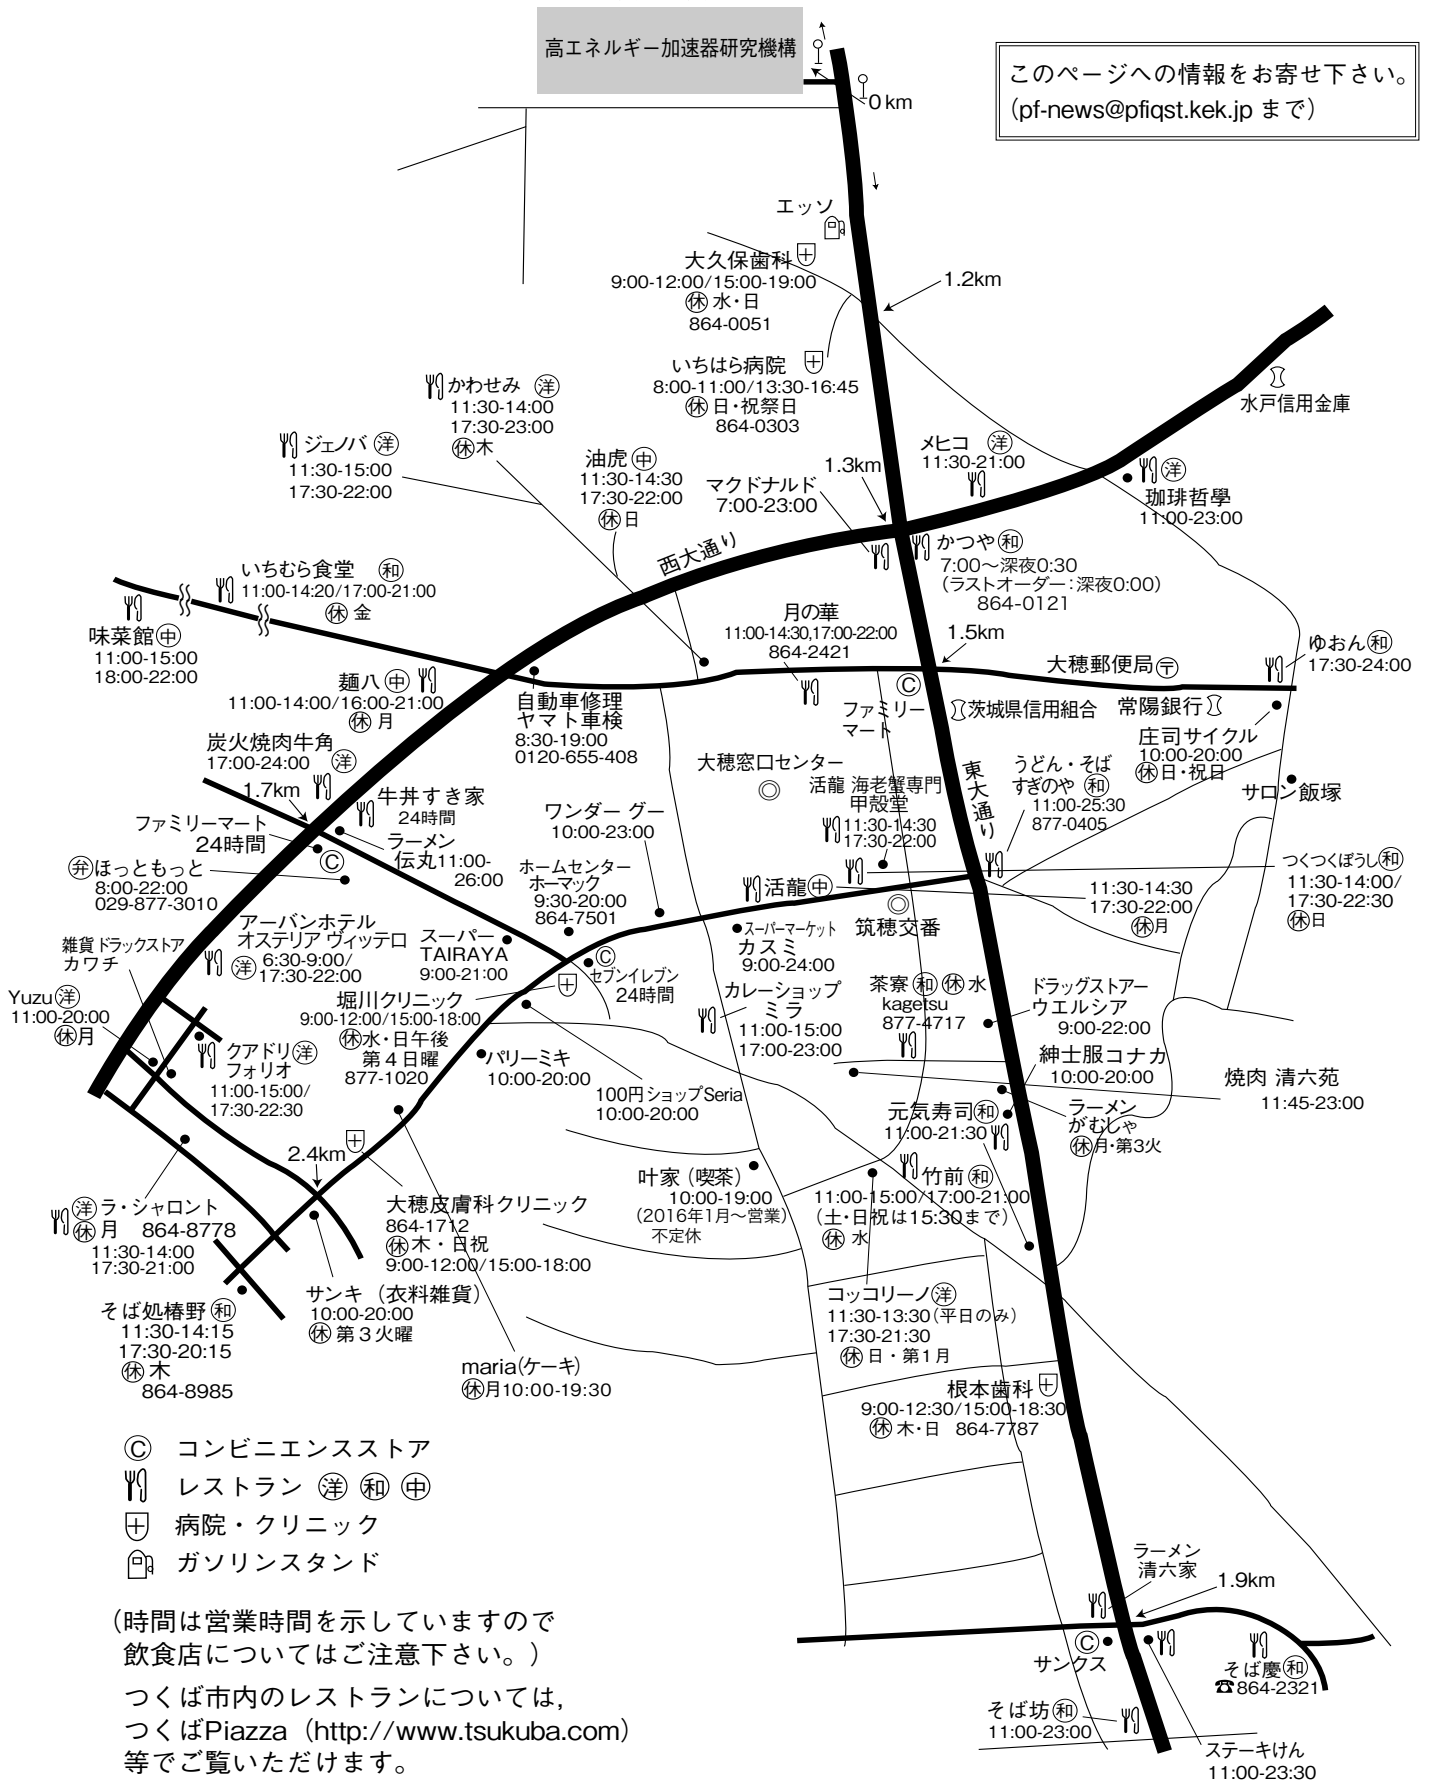 高エネルギー加速器研究機構
このページへの情報をお寄せ下さい。
(pf-news@pfiqst.kek.jp まで)
0 km
エッソ
大久保歯科
9:00-12:00/15:00-19:00
休 水・日
864-0051
1.2km
いちはら病院
8:00-11:00/13:30-16:45
休 日・祝祭日
864-0303
水戸信用金庫
かわせみ 洋
11:30-14:00
17:30-23:00
休 木
ジェノバ 洋
11:30-15:00
17:30-22:00
油虎 中
11:30-14:30
17:30-22:00
休 日
1.3km
マクドナルド
7:00-23:00
メヒコ 洋
11:30-21:00
洋
珈琲哲學
11:00-23:00
西大通り
かつや 和
7:00〜深夜0:30
(ラストオーダー:深夜0:00)
864-0121
いちむら食堂 和
11:00-14:20/17:00-21:00
休 金
味菜館 中
11:00-15:00
18:00-22:00
月の華
11:00-14:30,17:00-22:00
864-2421
1.5km
大穂郵便局 〒
ゆおん 和
17:30-24:00
麺八 中
11:00-14:00/16:00-21:00
休 月
自動車修理
ヤマト車検
8:30-19:00
0120-655-408
C
ファミリー
マート
茨城県信用組合
常陽銀行
庄司サイクル
10:00-20:00
休 日・祝日
サロン飯塚
炭火焼肉牛角
17:00-24:00 洋
1.7km
大穂窓口センター
◎
東大通り
うどん・そば
すぎのや 和
11:00-25:30
877-0405
活龍 海老蟹専門
甲殻堂
11:30-14:30
17:30-22:00
牛丼すき家
24時間
ファミリーマート
24時間
C
ラーメン
伝丸11:00-
26:00
ワンダー グー
10:00-23:00
弁 ほっともっと
8:00-22:00
029-877-3010
ホームセンター
ホーマック
9:30-20:00
864-7501
活龍 中
11:30-14:30
17:30-22:00
休 月
つくつくぼうし 和
11:30-14:00/
17:30-22:30
休 日
◎
筑穂交番
アーバンホテル
オステリア ヴィッテロ
洋 6:30-9:00/
17:30-22:00
雑貨 ドラックストア
カワチ
スーパー
TAIRAYA
9:00-21:00
スーパーマーケット
カスミ
9:00-24:00
C
セブンイレブン
24時間
Yuzu 洋
11:00-20:00
休 月
堀川クリニック
9:00-12:00/15:00-18:00
休 水・日午後
第４日曜
877-1020
カレーショップ
ミラ
11:00-15:00
17:00-23:00
茶寮 和 休 水
kagetsu
877-4717
ドラッグストアー
ウエルシア
9:00-22:00
クアドリ 洋
フォリオ
11:00-15:00/
17:30-22:30
パリーミキ
10:00-20:00
紳士服コナカ
10:00-20:00
焼肉 清六苑
11:45-23:00
100円ショップSeria
10:00-20:00
元気寿司 和
11:00-21:30
ラーメン
がむしゃ
休 月・第3火
2.4km
叶家 (喫茶)
10:00-19:00
(2016年1月〜営業)
不定休
竹前 和
11:00-15:00/17:00-21:00
(土・日祝は15:30まで)
休 水
洋 ラ・シャロント
休 月 864-8778
11:30-14:00
17:30-21:00
大穂皮膚科クリニック
864-1712
休 木・日祝
9:00-12:00/15:00-18:00
サンキ (衣料雑貨)
10:00-20:00
休 第３火曜
コッコリーノ 洋
11:30-13:30(平日のみ)
17:30-21:30
休 日・第１月
そば処椿野 和
11:30-14:15
17:30-20:15
休 木
864-8985
maria(ケーキ)
休 月10:00-19:30
根本歯科
9:00-12:30/15:00-18:30
休 木・日 864-7787
C コンビニエンスストア
レストラン 洋 和 中
病院・クリニック
ガソリンスタンド
ラーメン
清六家
1.9km
C
サンクス
そば慶 和
☎864-2321
そば坊 和
11:00-23:00
ステーキけん
11:00-23:30
(時間は営業時間を示していますので
飲食店についてはご注意下さい。)
つくば市内のレストランについては,
つくばPiazza (http://www.tsukuba.com)
等でご覧いただけます。